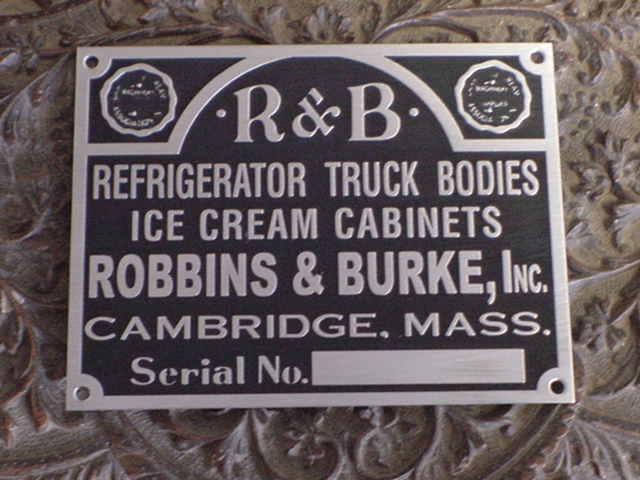 ·R&B·
REFRIGERATOR TRUCK BODIES
ICE CREAM CABINETS
ROBBINS & BURKE, INC.
CAMBRIDGE, MASS.
Serial No.